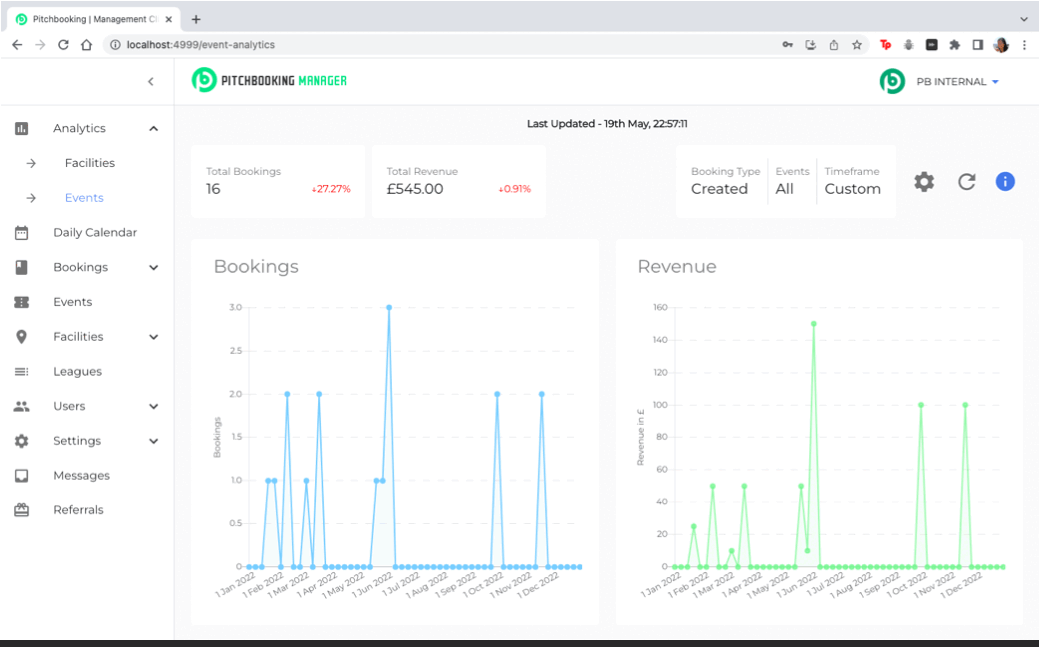 Pitchbooking | Management Cl
localhost:4999/event-analytics
PITCHBOOKING MANAGER
PB INTERNAL
Analytics
Facilities
Events
Daily Calendar
Bookings
Events
Facilities
Leagues
Users
Settings
Messages
Referrals
Last Updated - 19th May, 22:57:11
Total Bookings
16
↓27.27%
Total Revenue
£545.00
↓0.91%
Booking Type
Created
Events
All
Timeframe
Custom
Bookings
3.0
2.5
2.0
1.5
1.0
0.5
0
Bookings
1 Jan 2022
1 Feb 2022
1 Mar 2022
1 Apr 2022
1 May 2022
1 Jun 2022
1 Jul 2022
1 Aug 2022
1 Sep 2022
1 Oct 2022
1 Nov 2022
1 Dec 2022
Revenue
160
140
120
100
80
60
40
20
0
Revenue in £
1 Jan 2022
1 Feb 2022
1 Mar 2022
1 Apr 2022
1 May 2022
1 Jun 2022
1 Jul 2022
1 Aug 2022
1 Sep 2022
1 Oct 2022
1 Nov 2022
1 Dec 2022